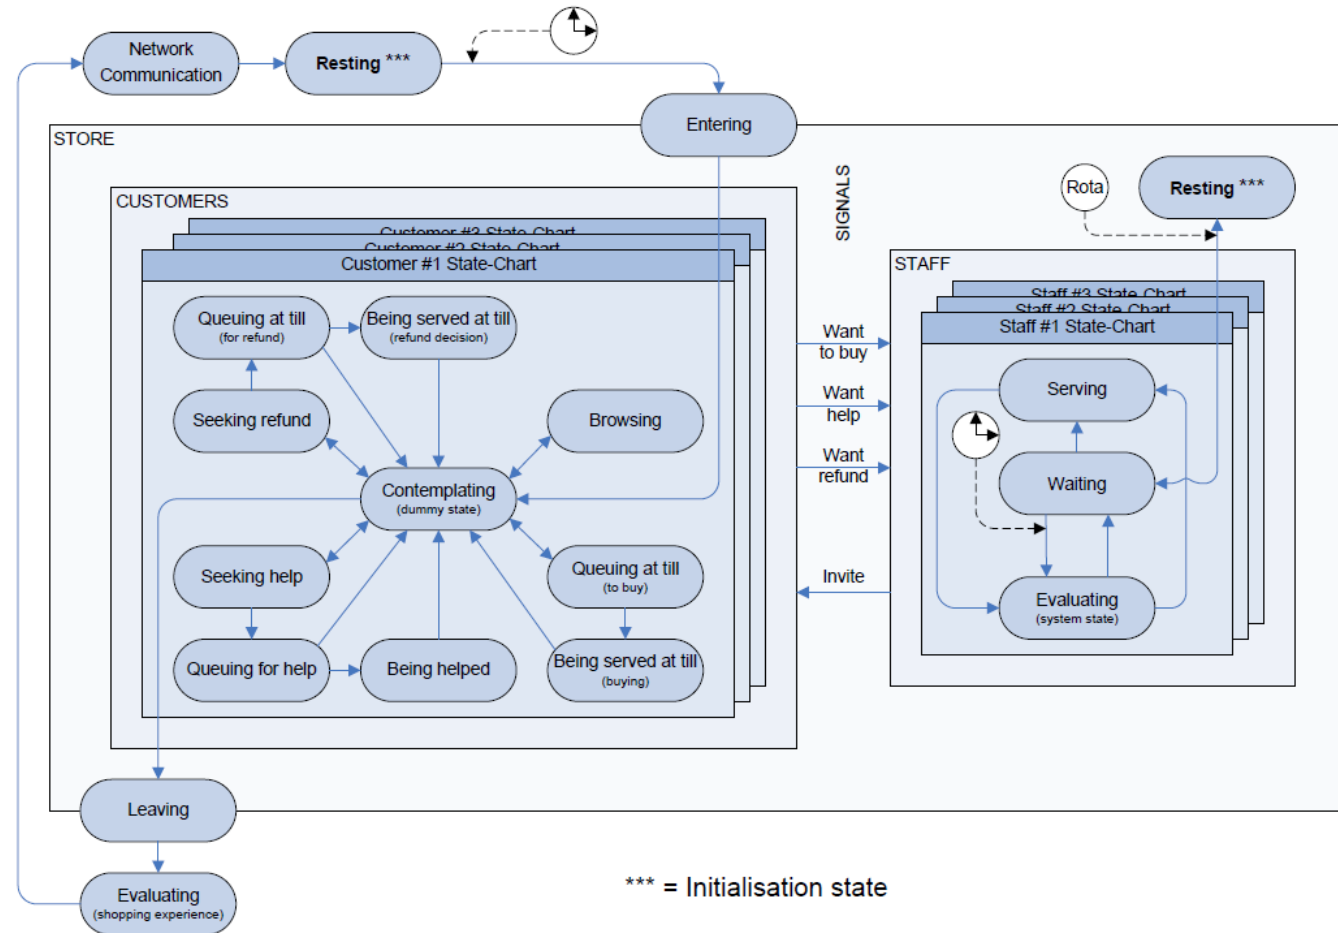 Network
Communication
Resting ***
Entering
STORE
SIGNALS
Rota
Resting ***
CUSTOMERS
Customer #3 State-Chart
Customer #2 State-Chart
Customer #1 State-Chart
Queuing at till
(for refund)
Being served at till
(refund decision)
Seeking refund
Browsing
Contemplating
(dummy state)
Seeking help
Queuing at till
(to buy)
Queuing for help
Being helped
Being served at till
(buying)
Want
to buy
Want
help
Want
refund
Invite
STAFF
Staff #3 State-Chart
Staff #2 State-Chart
Staff #1 State-Chart
Serving
Waiting
Evaluating
(system state)
Leaving
Evaluating
(shopping experience)
*** = Initialisation state